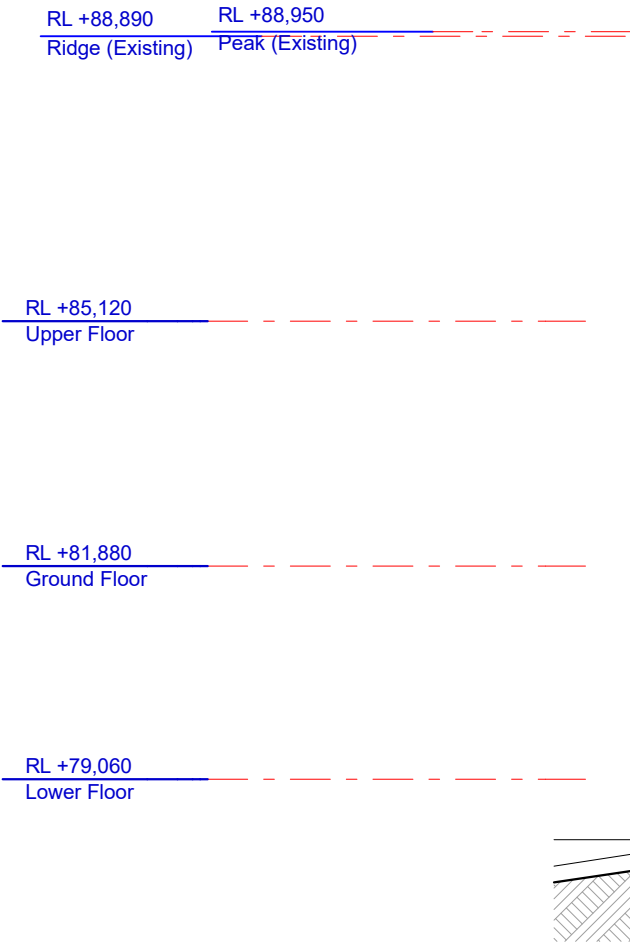 RL +88,890
Ridge (Existing)
RL +88,950
Peak (Existing)
RL +85,120
Upper Floor
RL +81,880
Ground Floor
RL +79,060
Lower Floor